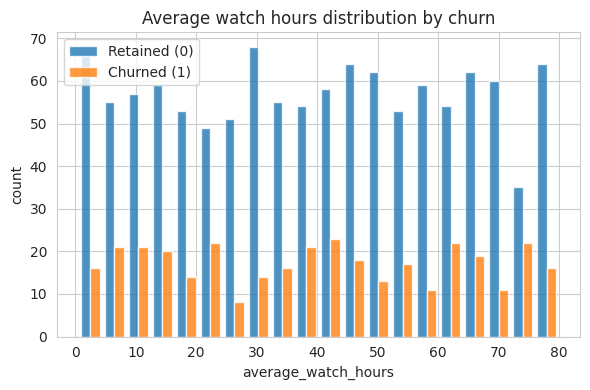 Average watch hours distribution by churn
Retained (0)
Churned (1)
count
70
60
50
40
30
20
10
0
0 10 20 30 40 50 60 70 80
average_watch_hours